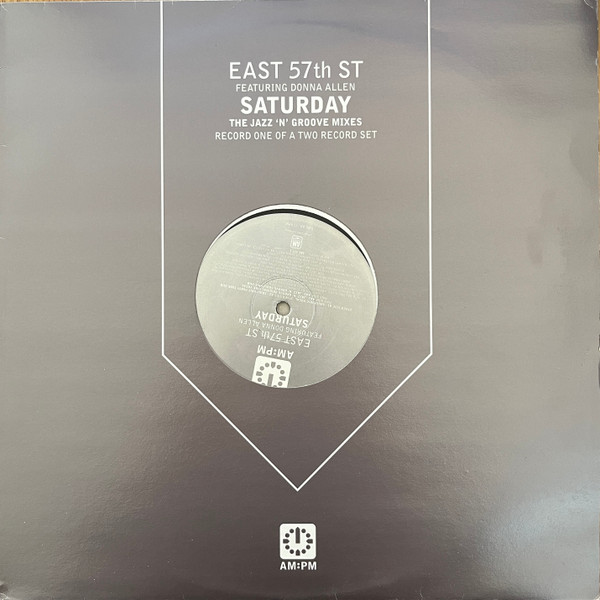 EAST 57th ST
FEATURING DONNA ALLEN
SATURDAY
THE JAZZ 'N' GROOVE MIXES
RECORD ONE OF A TWO RECORD SET
AM:PM
EAST 57th ST
FEATURING DONNA ALLEN
SATURDAY
AM:PM